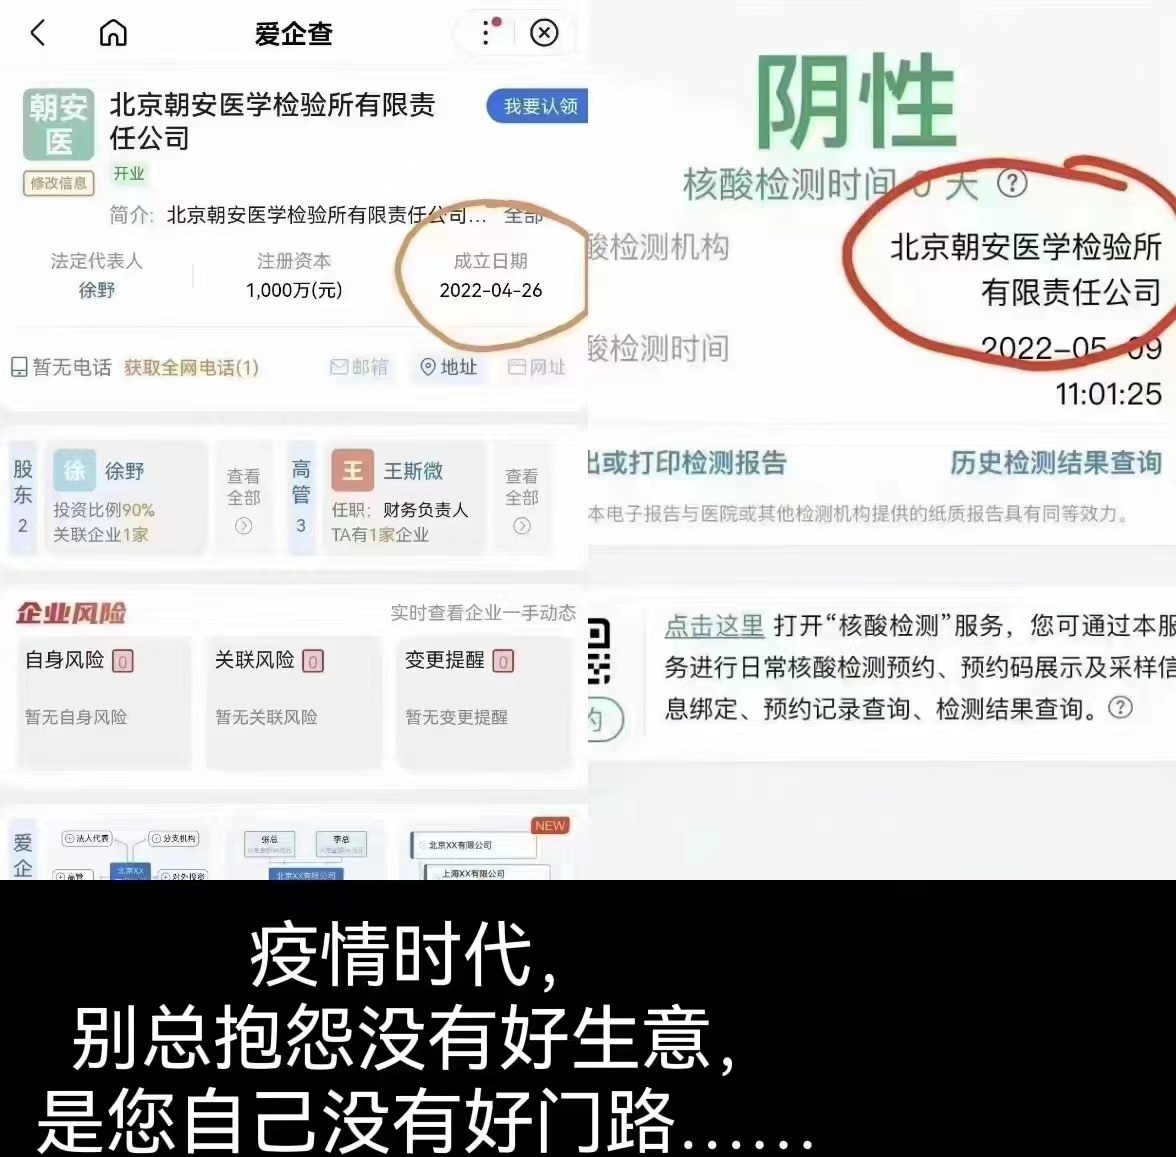 爱企查
朝安
医
北京朝安医学检验所有限责
任公司
我要认领
修改信息
开业
简介: 北京朝安医学检验所有限责任公司... 全部
法定代表人
徐野
注册资本
1,000万(元)
成立日期
2022-04-26
暂无电话 获取全网电话(1)
邮箱
地址
网址
股
东
2
徐
徐野
投资比例90%
关联企业1家
查看
全部
高
管
3
王
王斯微
任职: 财务负责人
TA有1家企业
查看
全部
企业风险
实时查看企业一手动态
自身风险 0
暂无自身风险
关联风险 0
暂无关联风险
变更提醒 0
暂无变更提醒
爱
企
法人代表
分支机构
北京XX
高管
对外投资
张总
李总
北京XX有限公司
NEW
北京XX有限公司
上海XX有限公司
阴性
核酸检测时间 0 天 ?
酸检测机构
北京朝安医学检验所
有限责任公司
酸检测时间
2022-05-09
11:01:25
出或打印检测报告
历史检测结果查询
本电子报告与医院或其他检测机构提供的纸质报告具有同等效力。
点击这里 打开“核酸检测”服务，您可通过本服
务进行日常核酸检测预约、预约码展示及采样信
息绑定、预约记录查询、检测结果查询。?
约
疫情时代，
别总抱怨没有好生意，
是您自己没有好门路……